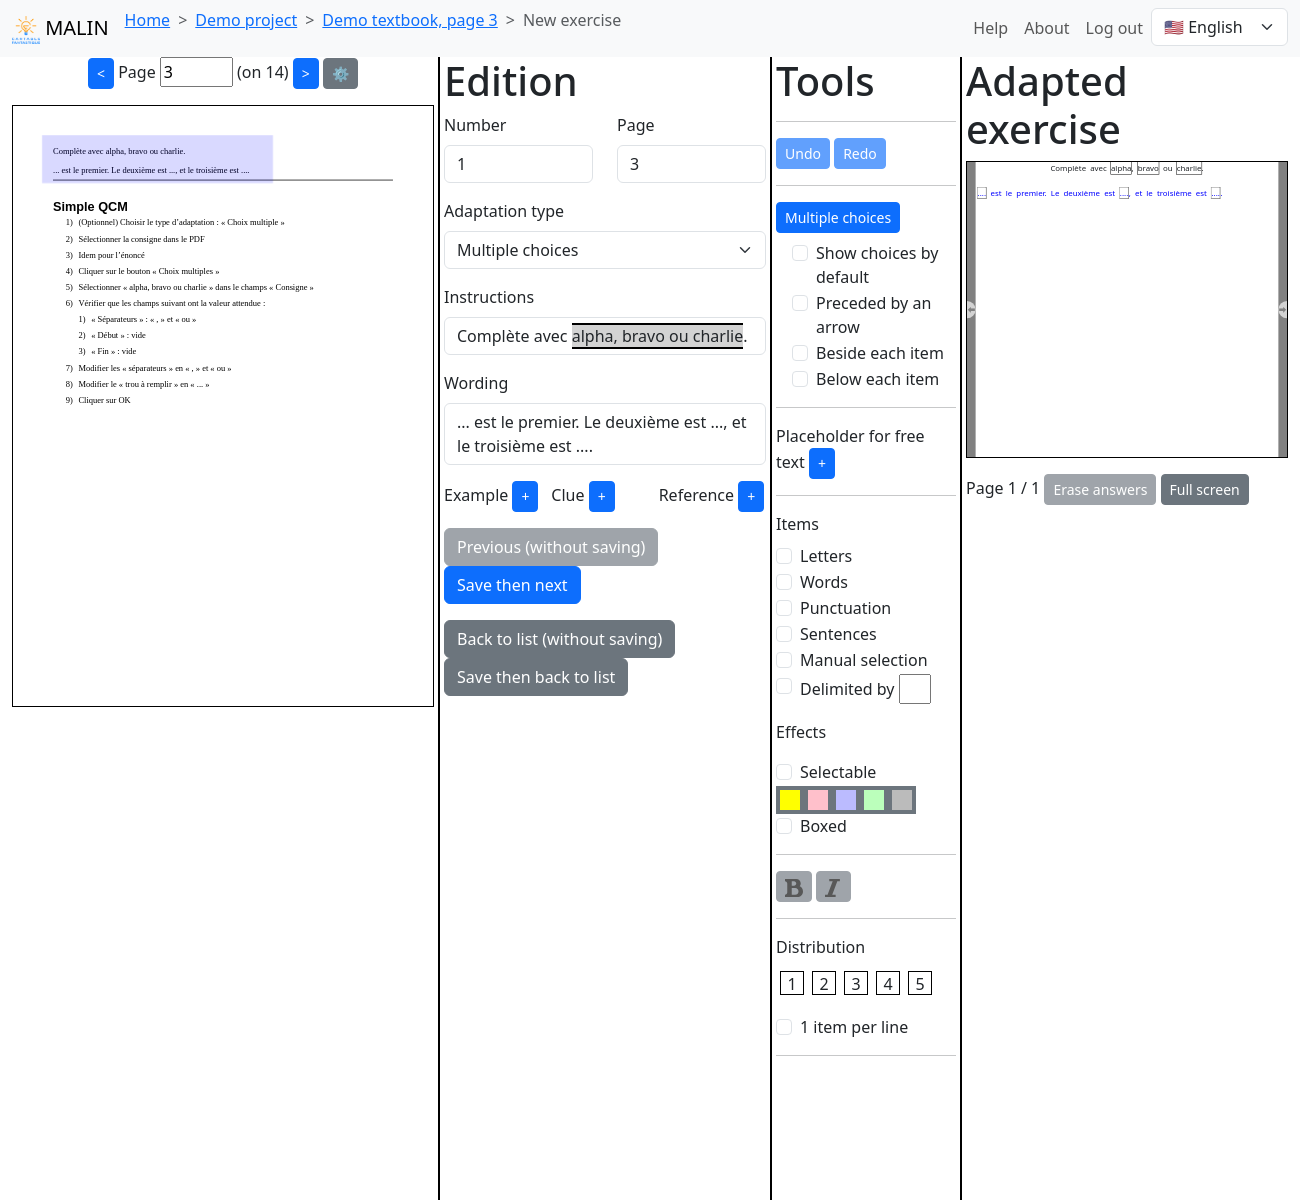 MALIN Home > Demo project > Demo textbook, page 3 > New exercise Help About Log out 🇺🇸 English
< Page 3 (on 14) > ⚙️
Complète avec alpha, bravo ou charlie.
... est le premier. Le deuxième est ..., et le troisième est ....
Simple QCM
1) (Optionnel) Choisir le type d’adaptation : « Choix multiple »
2) Sélectionner la consigne dans le PDF
3) Idem pour l’énoncé
4) Cliquer sur le bouton « Choix multiples »
5) Sélectionner « alpha, bravo ou charlie » dans le champs « Consigne »
6) Vérifier que les champs suivant ont la valeur attendue :
1) « Séparateurs » : « , » et « ou »
2) « Début » : vide
3) « Fin » : vide
7) Modifier les « séparateurs » en « , » et « ou »
8) Modifier le « trou à remplir » en « ... »
9) Cliquer sur OK
Edition
Number Page
1 3
Adaptation type
Multiple choices
Instructions
Complète avec alpha, bravo ou charlie.
Wording
... est le premier. Le deuxième est ..., et
le troisième est ....
Example + Clue + Reference +
Previous (without saving)
Save then next
Back to list (without saving)
Save then back to list
Tools
Undo Redo
Multiple choices
Show choices by
default
Preceded by an
arrow
Beside each item
Below each item
Placeholder for free
text +
Items
Letters
Words
Punctuation
Sentences
Manual selection
Delimited by
Effects
Selectable
Boxed
B I
Distribution
1 2 3 4 5
1 item per line
Adapted
exercise
Complète avec alpha, bravo ou charlie.
.... est le premier. Le deuxième est ...., et le troisième est .....
Page 1 / 1 Erase answers Full screen